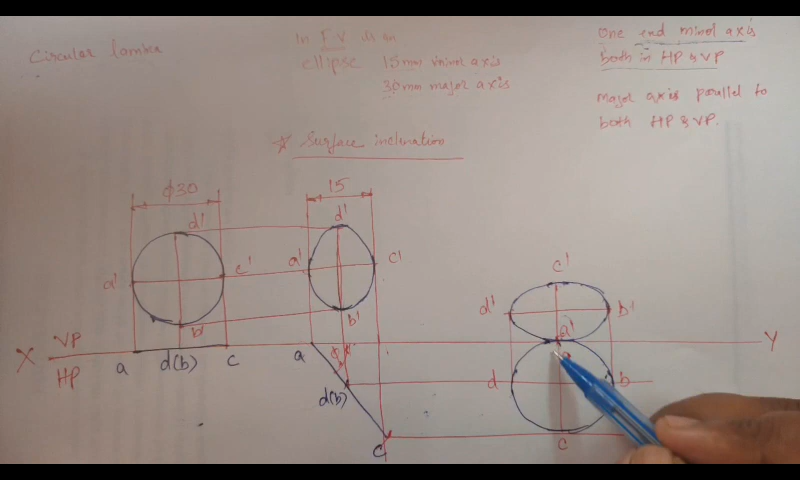 Circular lamina
In F.V is an
ellipse 15mm minor axis
30mm major axis
One end minor axis
both in HP & VP
Major axis parallel to
both HP & VP.
* Surface inclination
ϕ30
15
d'
a'
c'
b'
d'
a'
c'
b'
c'
d'
b'
a'
X
VP
HP
Y
a
d(b)
c
a
d(b)
c
a
d
b
c